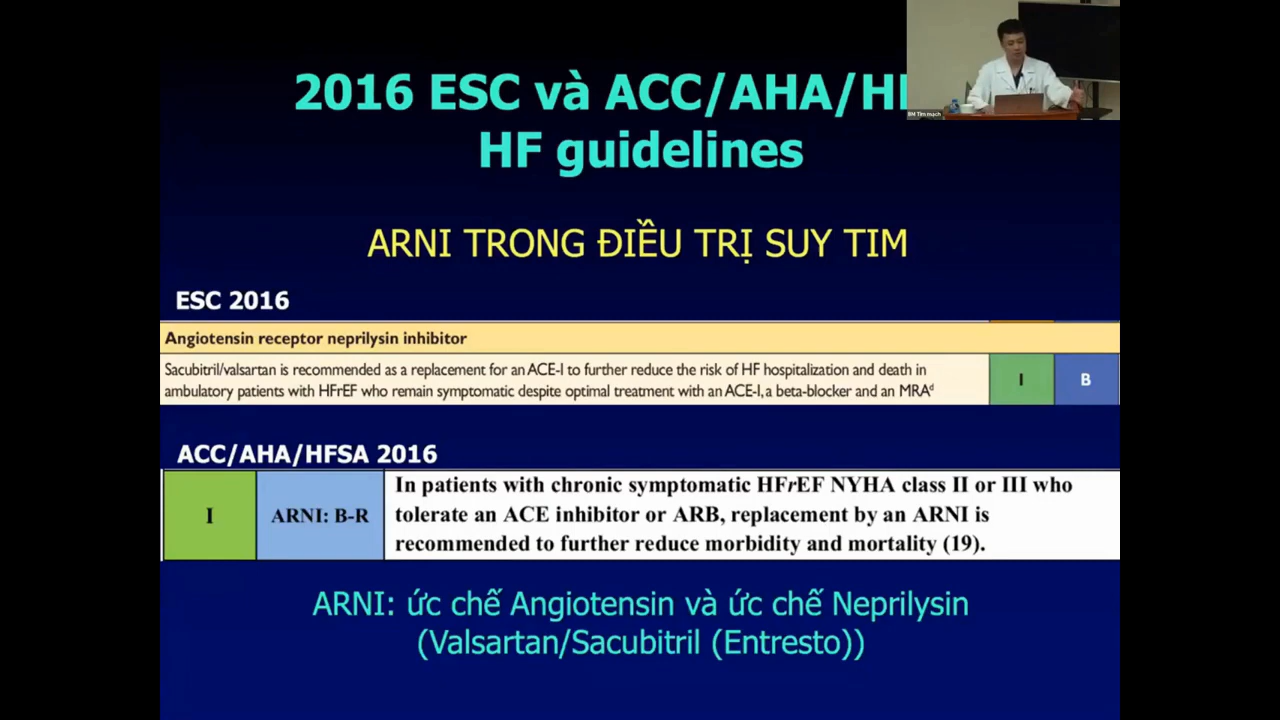 2016 ESC và ACC/AHA/
HF guidelines
BM Tim mạch
ARNI TRONG ĐIỀU TRỊ SUY TIM
ESC 2016
Angiotensin receptor neprilysin inhibitor
Sacubitril/valsartan is recommended as a replacement for an ACE-I to further reduce the risk of HF hospitalization and death in
ambulatory patients with HFrEF who remain symptomatic despite optimal treatment with an ACE-I, a beta-blocker and an MRAᵈ
I
B
ACC/AHA/HFSA 2016
I
ARNI: B-R
In patients with chronic symptomatic HFrEF NYHA class II or III who
tolerate an ACE inhibitor or ARB, replacement by an ARNI is
recommended to further reduce morbidity and mortality (19).
ARNI: ức chế Angiotensin và ức chế Neprilysin
(Valsartan/Sacubitril (Entresto))